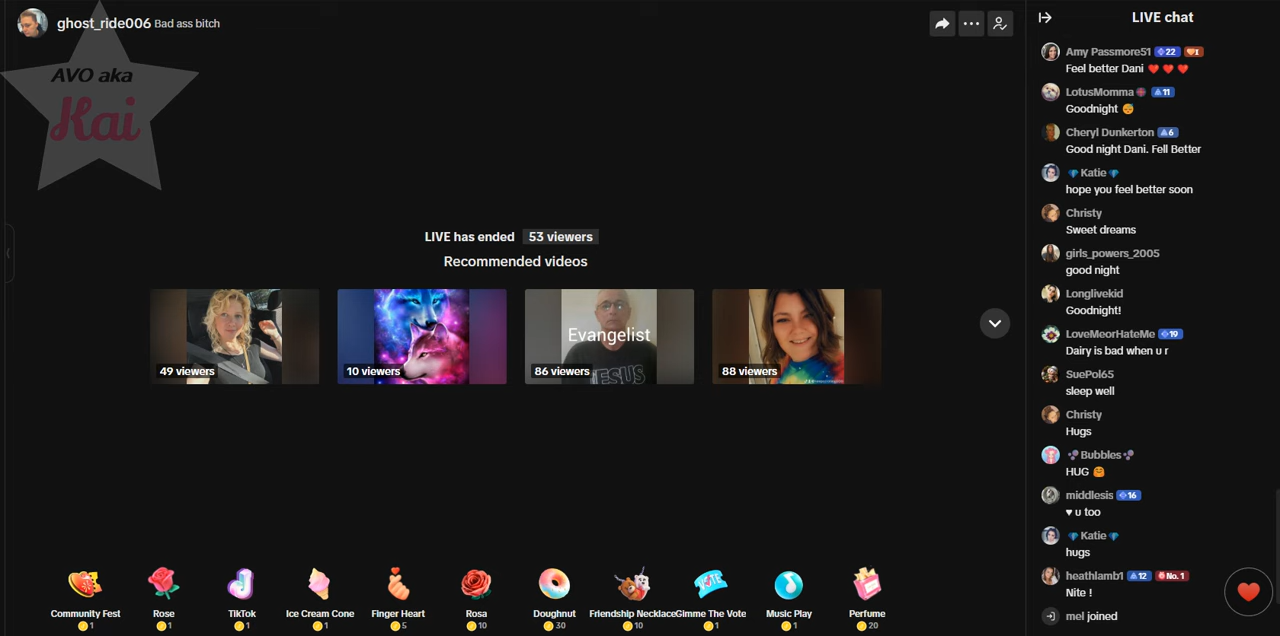 ghost_ride006 Bad ass bitch
AVO aka
Kai
LIVE has ended 53 viewers
Recommended videos
49 viewers
10 viewers
Evangelist
JESUS
86 viewers
88 viewers
Community Fest
1
Rose
1
TikTok
1
Ice Cream Cone
1
Finger Heart
5
Rosa
10
Doughnut
30
Friendship Necklace
10
VOTE
GImme The Vote
1
Music Play
1
Perfume
20
LIVE chat
Amy Passmore51 22 I
Feel better Dani ❤️ ❤️ ❤️
LotusMomma 11
Goodnight 😴
Cheryl Dunkerton 6
Good night Dani. Fell Better
Katie
hope you feel better soon
Christy
Sweet dreams
girls_powers_2005
good night
Longlivekid
Goodnight!
LoveMeorHateMe 19
Dairy is bad when u r
SuePol65
sleep well
Christy
Hugs
Bubbles
HUG 🤗
middlesis 16
♥ u too
Katie
hugs
heathlamb1 12 No. 1
Nite !
mel joined